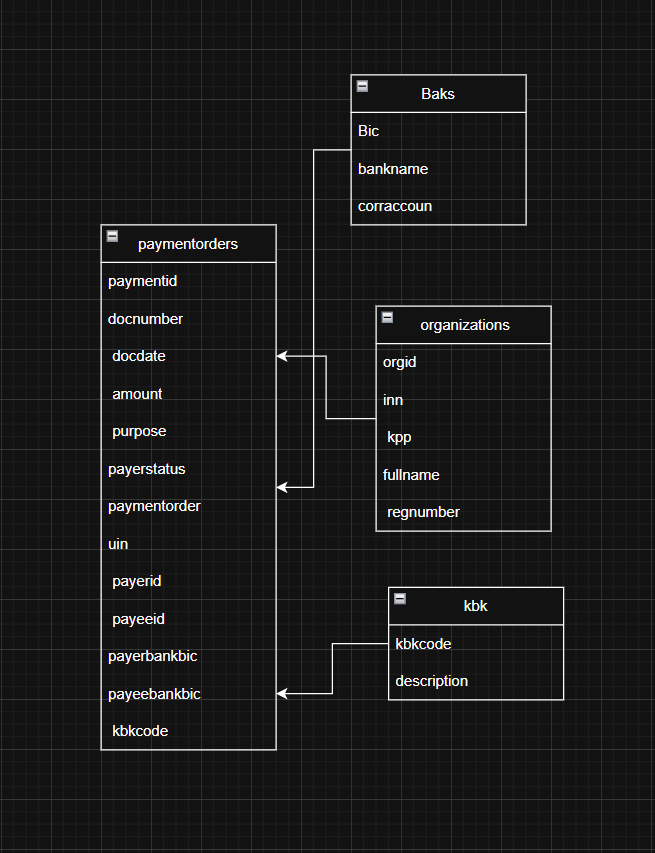 Baks
Bic
bankname
corraccoun
paymentorders
paymentid
docnumber
docdate
amount
purpose
payerstatus
paymentorder
uin
payerid
payeeid
payerbankbic
payeebankbic
kbkcode
organizations
orgid
inn
kpp
fullname
regnumber
kbk
kbkcode
description